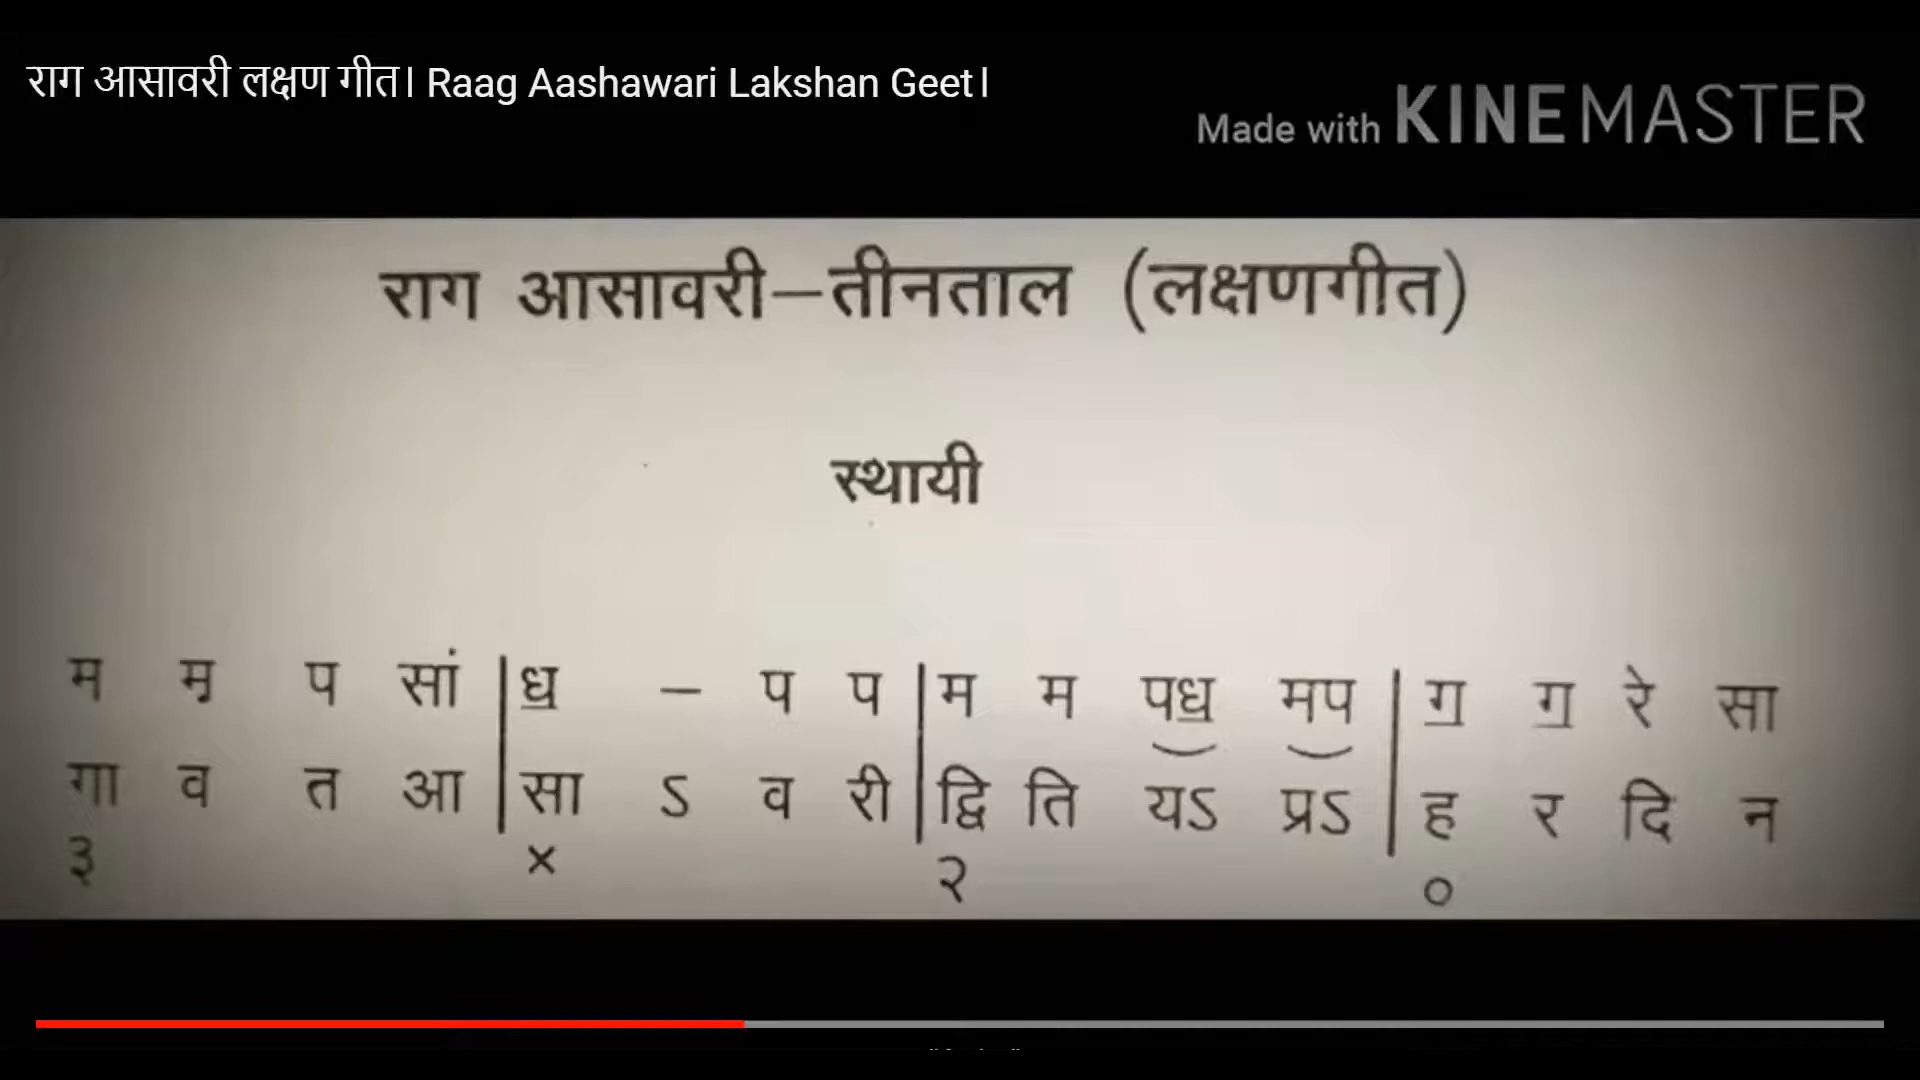 राग आसावरी लक्षण गीत। Raag Aashawari Lakshan Geet।
Made with KINEMASTER
राग आसावरी–तीनताल (लक्षणगीत)
स्थायी
म म॒ प सां | ध॒ – प प | म म पध॒ मप | ग॒ ग॒ रे सा
गा व त आ | सा ऽ व री | द्वि ति यऽ प्रऽ | ह र दि न
३ × २ ०